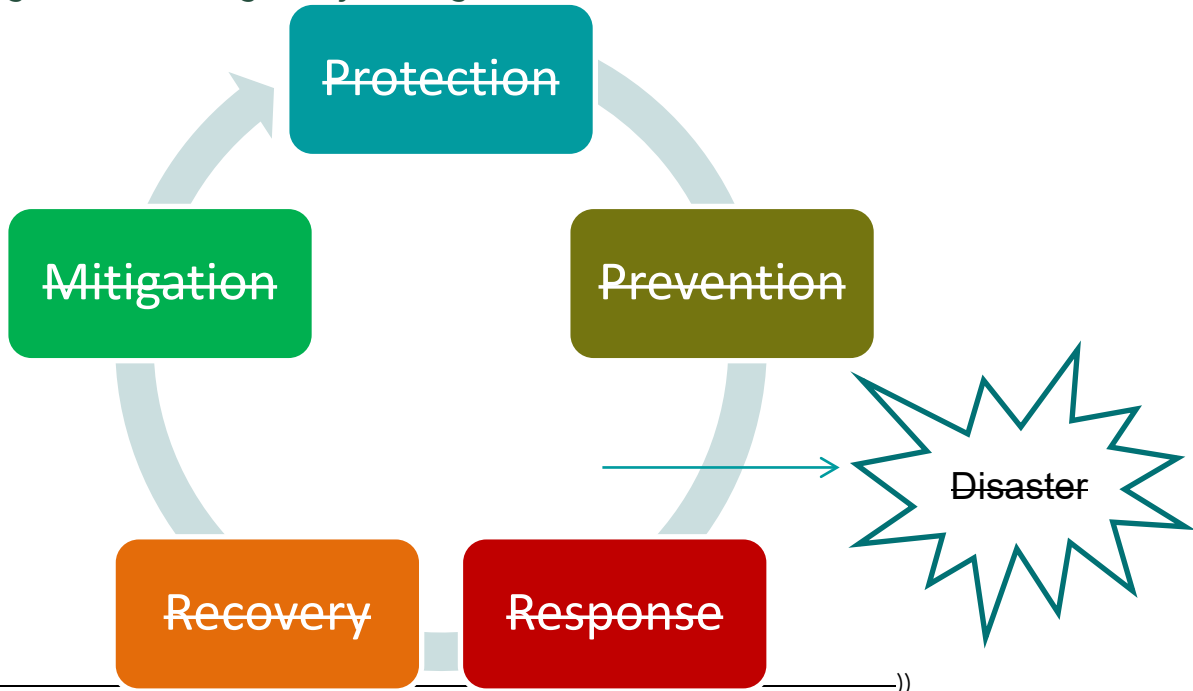 Protection
Mitigation
Prevention
Disaster
Recovery
Response
))